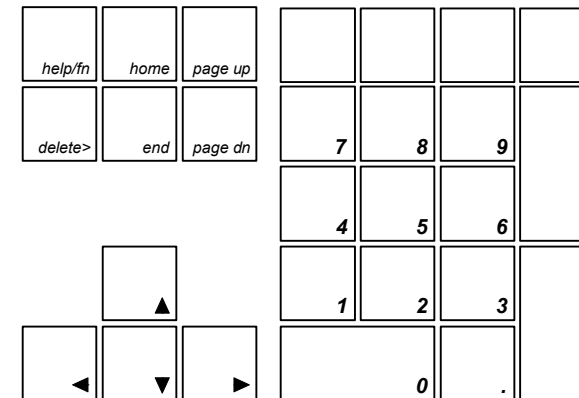 help/fn home page up
delete> end page dn 7 8 9
4 5 6
▲ 1 2 3
◄ ▼ ► 0 .